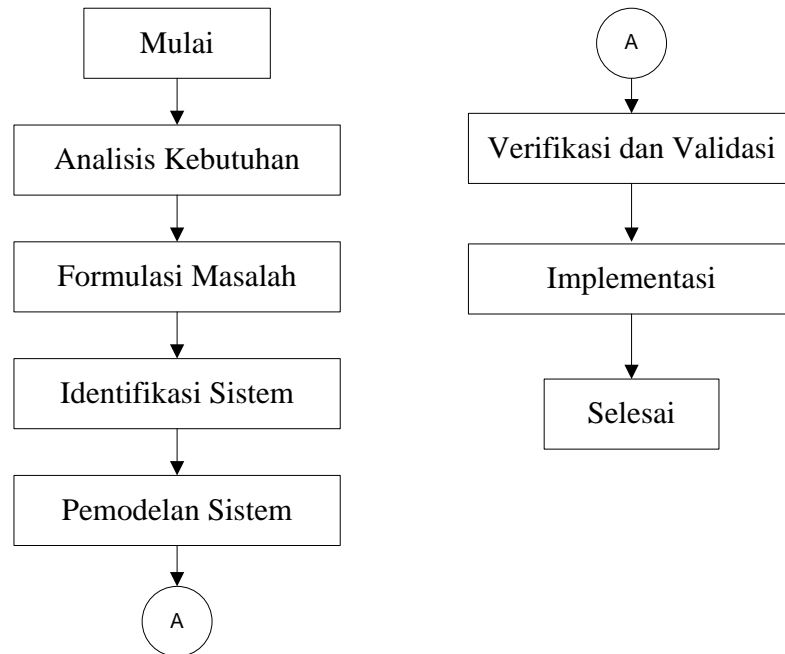 Mulai
Analisis Kebutuhan
Formulasi Masalah
Identifikasi Sistem
Pemodelan Sistem
A
A
Verifikasi dan Validasi
Implementasi
Selesai